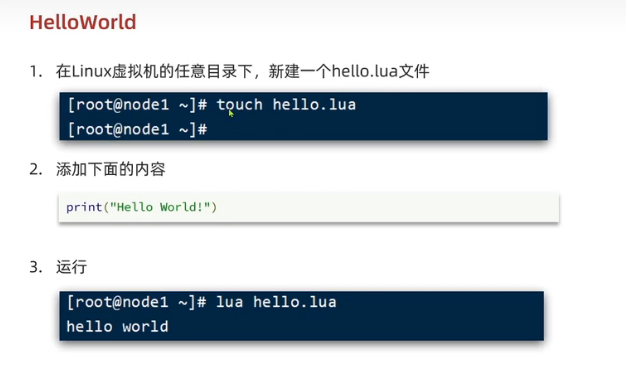 HelloWorld
1. 在Linux虚拟机的任意目录下，新建一个hello.lua文件
[root@node1 ~]# touch hello.lua
[root@node1 ~]#
2. 添加下面的内容
print("Hello World!")
3. 运行
[root@node1 ~]# lua hello.lua
hello world